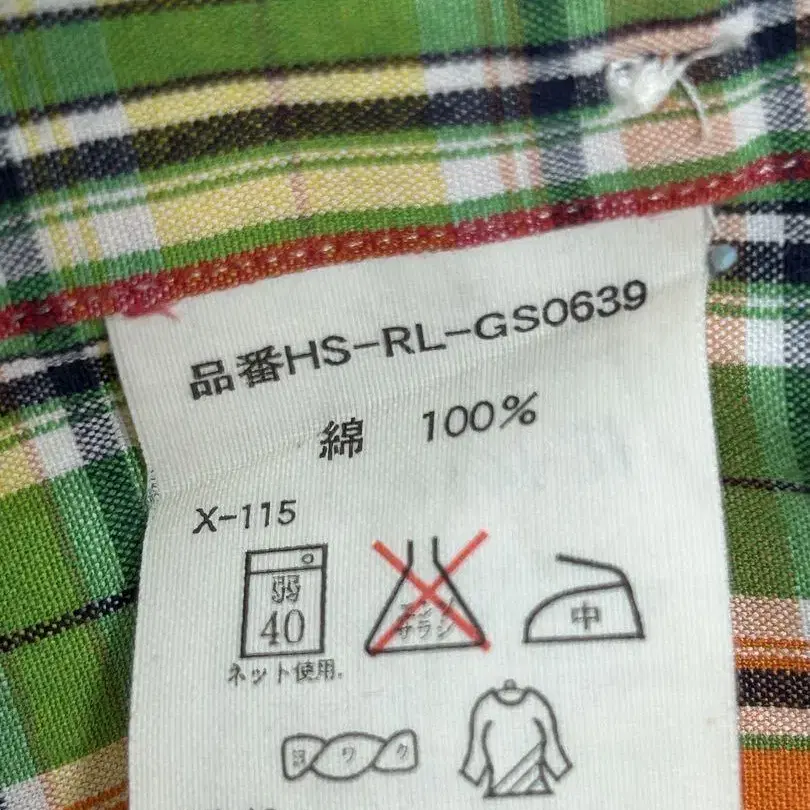 品番HS-RL-GS0639
綿 100%
X-115
弱
40
エンソ
サラシ
中
ネット使用.
ヨワク